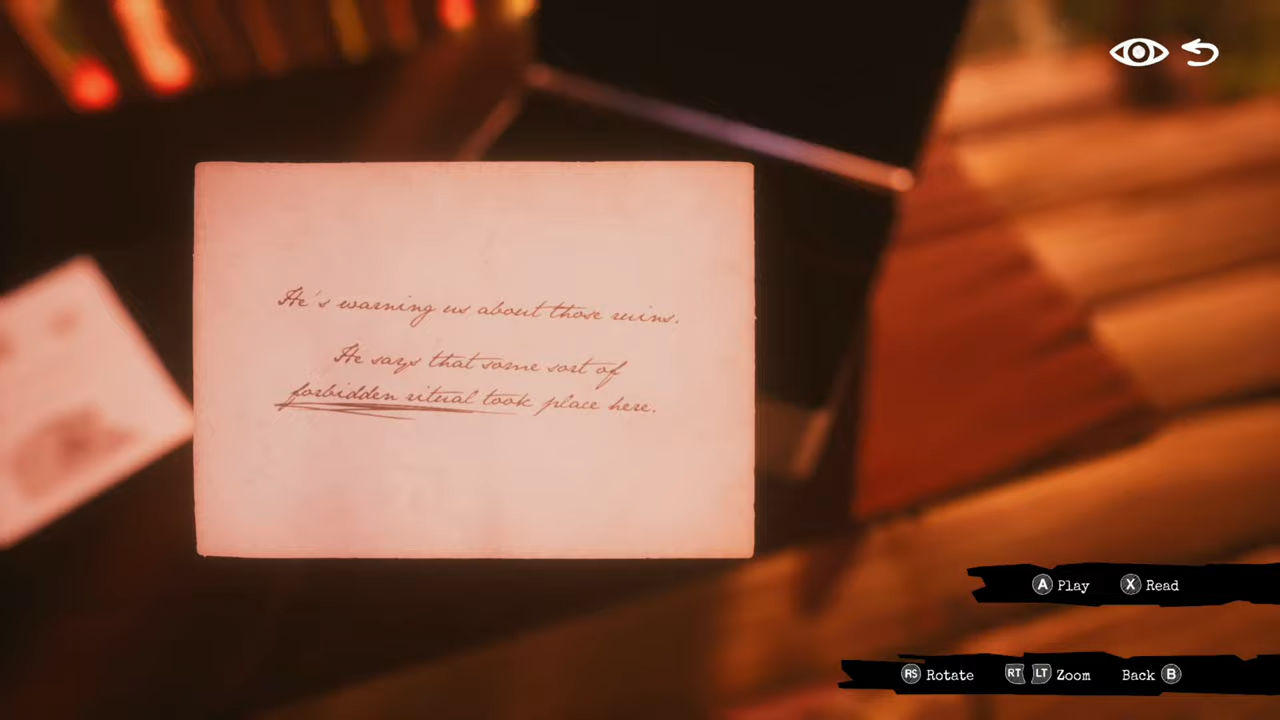 He's warning us about those ruins.
He says that some sort of
forbidden ritual took place here.
A Play X Read
RS Rotate RT LT Zoom Back B